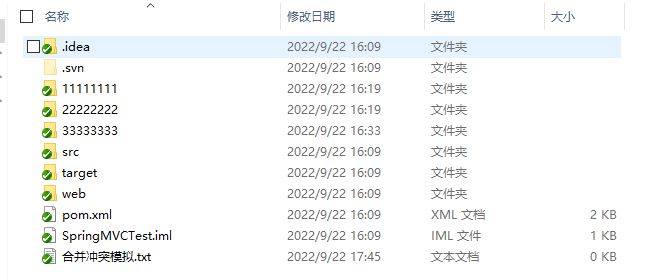 名称 修改日期 类型 大小
.idea 2022/9/22 16:09 文件夹
.svn 2022/9/22 16:09 文件夹
11111111 2022/9/22 16:19 文件夹
22222222 2022/9/22 16:19 文件夹
33333333 2022/9/22 16:33 文件夹
src 2022/9/22 16:09 文件夹
target 2022/9/22 16:09 文件夹
web 2022/9/22 16:09 文件夹
pom.xml 2022/9/22 16:09 XML 文档 2 KB
SpringMVCTest.iml 2022/9/22 16:09 IML 文件 1 KB
合并冲突模拟.txt 2022/9/22 17:45 文本文档 0 KB